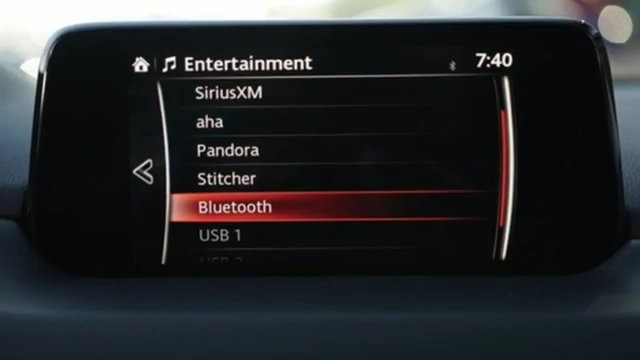 Entertainment 7:40
SiriusXM
aha
Pandora
Stitcher
Bluetooth
USB 1